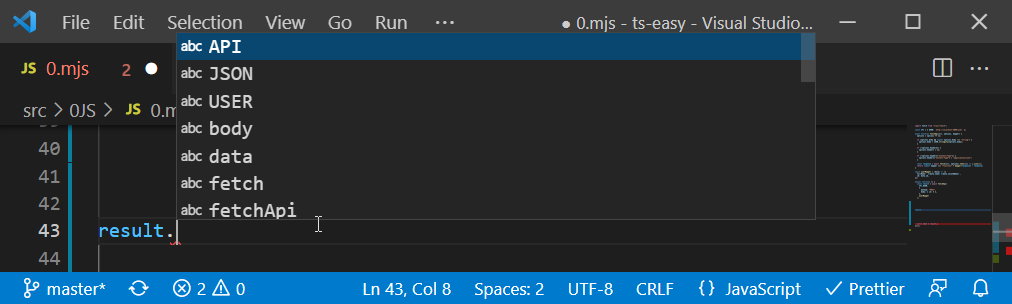 File Edit Selection View Go Run ··· ● 0.mjs - ts-easy - Visual Studio...
JS 0.mjs 2 ●
src > 0JS > JS 0.m
abc API
abc JSON
abc USER
abc body
abc data
abc fetch
abc fetchApi
40
41
42
43 result.
44
master* 2 0 Ln 43, Col 8 Spaces: 2 UTF-8 CRLF {} JavaScript Prettier